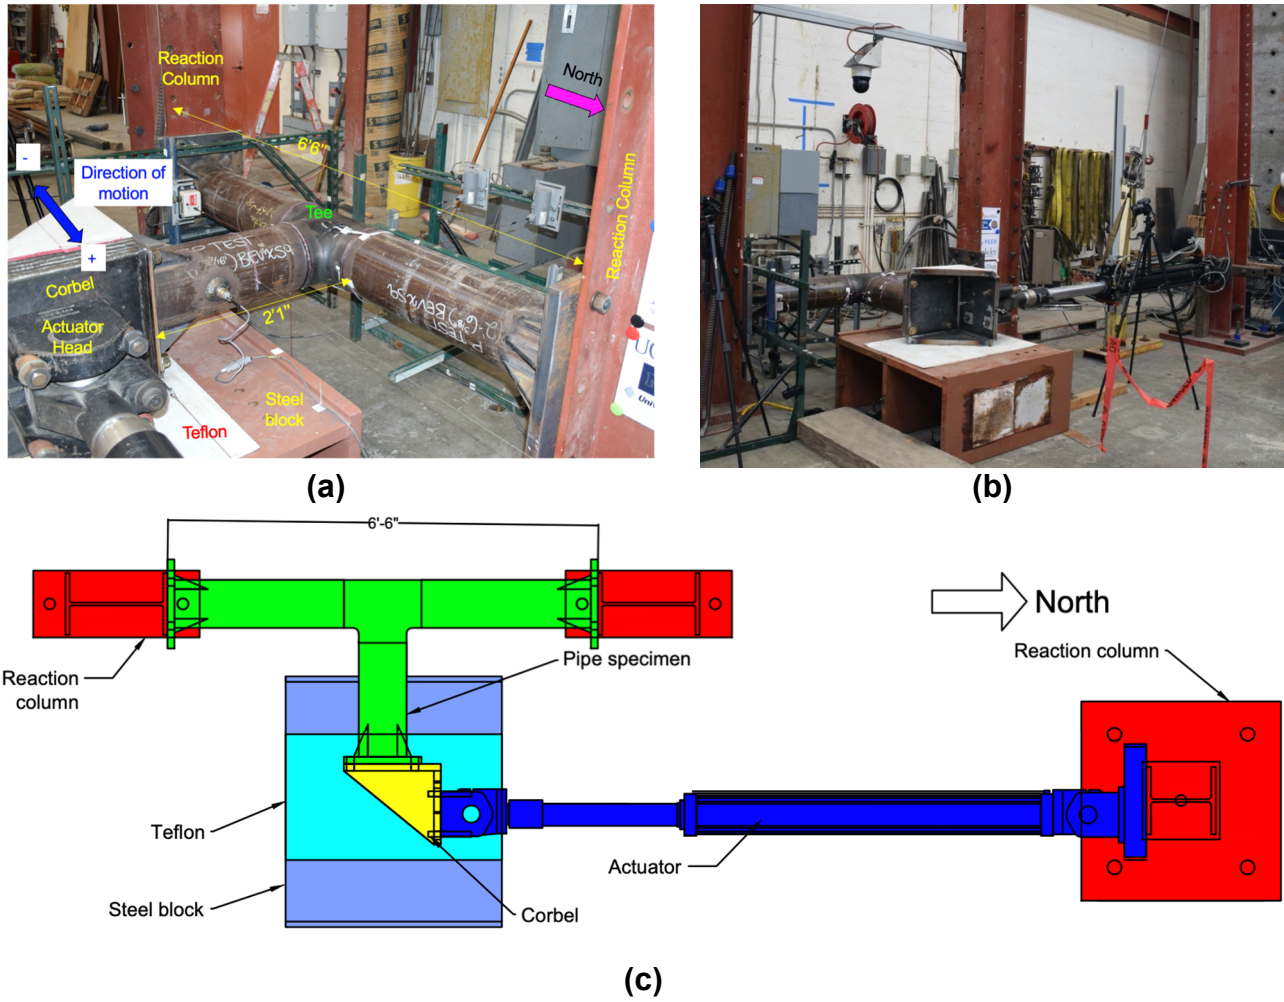 Reaction
Column
North
6'6"
-
Direction of
motion
+
Tee
Reaction Column
Corbel
Actuator
Head
2'1"
Steel
block
Teflon
P TEST
(a)
(b)
6'-6"
North
Reaction column
Reaction
column
Pipe specimen
Teflon
Actuator
Steel block
Corbel
(c)